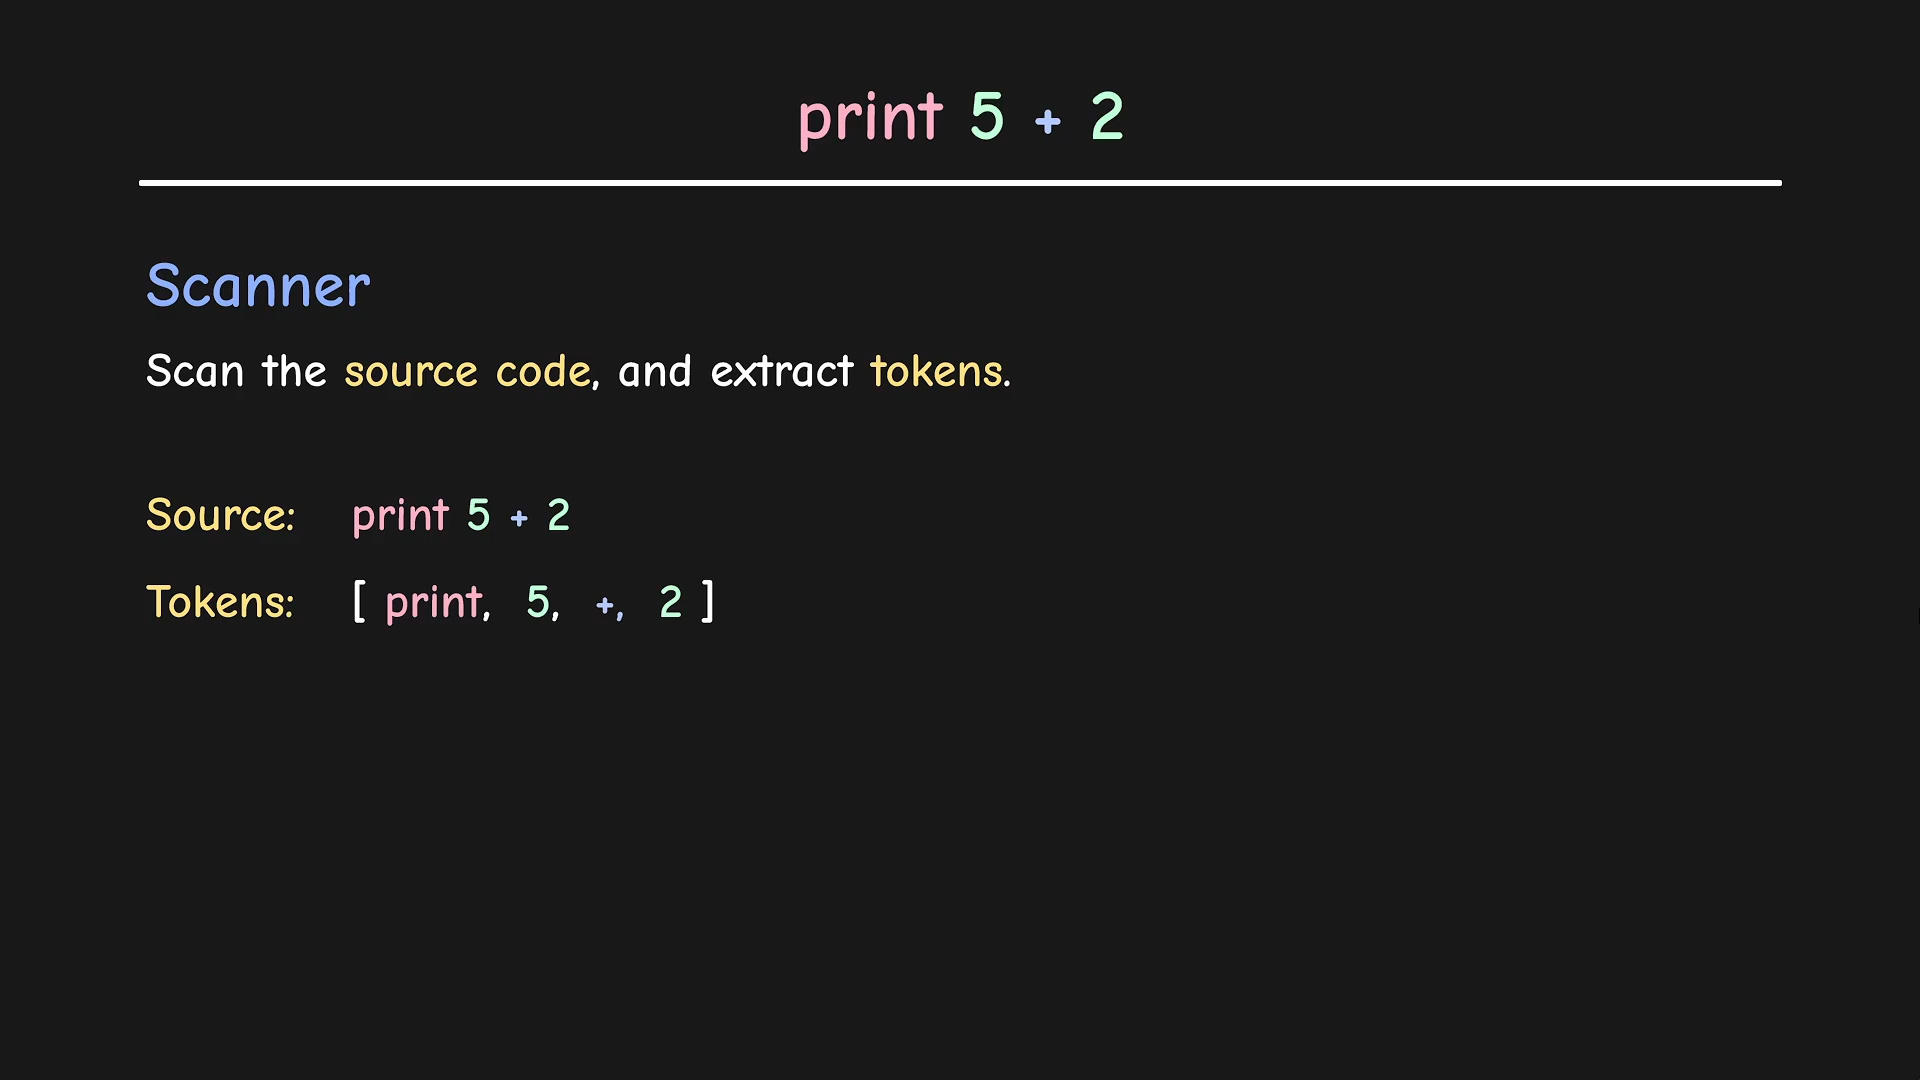 print 5 + 2
Scanner
Scan the source code, and extract tokens.
Source: print 5 + 2
Tokens: [ print, 5, +, 2 ]